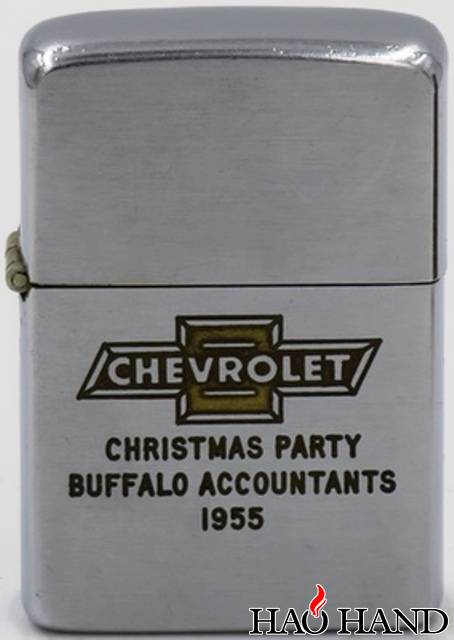 CHEVROLET
CHRISTMAS PARTY
BUFFALO ACCOUNTANTS
1955
HAO HAND